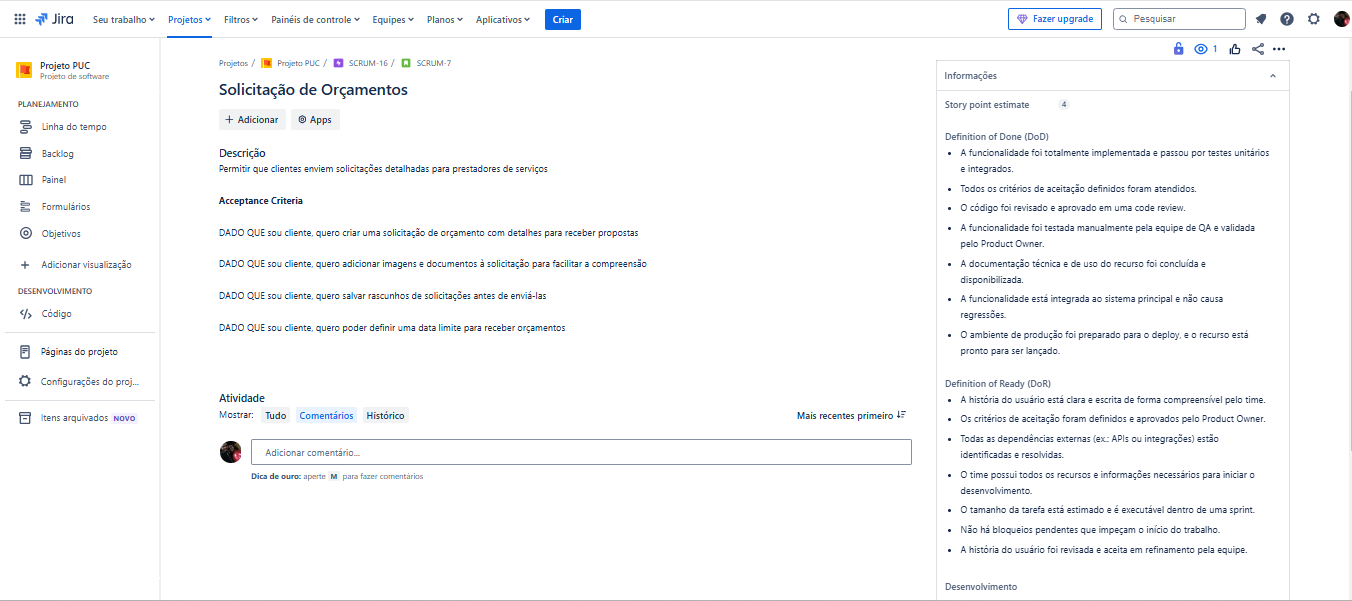 Jira Seu trabalho Projetos Filtros Painéis de controle Equipes Planos Aplicativos Criar Fazer upgrade Pesquisar
Projeto PUC
Projeto de software
PLANEJAMENTO
Linha do tempo
Backlog
Painel
Formulários
Objetivos
Adicionar visualização
DESENVOLVIMENTO
Código
Páginas do projeto
Configurações do proj...
Itens arquivados NOVO
Projetos / Projeto PUC / SCRUM-16 / SCRUM-7
Solicitação de Orçamentos
Adicionar Apps
Descrição
Permitir que clientes enviem solicitações detalhadas para prestadores de serviços
Acceptance Criteria
DADO QUE sou cliente, quero criar uma solicitação de orçamento com detalhes para receber propostas
DADO QUE sou cliente, quero adicionar imagens e documentos à solicitação para facilitar a compreensão
DADO QUE sou cliente, quero salvar rascunhos de solicitações antes de enviá-las
DADO QUE sou cliente, quero poder definir uma data limite para receber orçamentos
Atividade
Mostrar: Tudo Comentários Histórico Mais recentes primeiro
Adicionar comentário...
Dica de ouro: aperte M para fazer comentários
1
Informações
Story point estimate 4
Definition of Done (DoD)
• A funcionalidade foi totalmente implementada e passou por testes unitários
e integrados.
• Todos os critérios de aceitação definidos foram atendidos.
• O código foi revisado e aprovado em uma code review.
• A funcionalidade foi testada manualmente pela equipe de QA e validada
pelo Product Owner.
• A documentação técnica e de uso do recurso foi concluída e
disponibilizada.
• A funcionalidade está integrada ao sistema principal e não causa
regressões.
• O ambiente de produção foi preparado para o deploy, e o recurso está
pronto para ser lançado.
Definition of Ready (DoR)
• A história do usuário está clara e escrita de forma compreensível pelo time.
• Os critérios de aceitação foram definidos e aprovados pelo Product Owner.
• Todas as dependências externas (ex.: APIs ou integrações) estão
identificadas e resolvidas.
• O time possui todos os recursos e informações necessários para iniciar o
desenvolvimento.
• O tamanho da tarefa está estimado e é executável dentro de uma sprint.
• Não há bloqueios pendentes que impeçam o início do trabalho.
• A história do usuário foi revisada e aceita em refinamento pela equipe.
Desenvolvimento